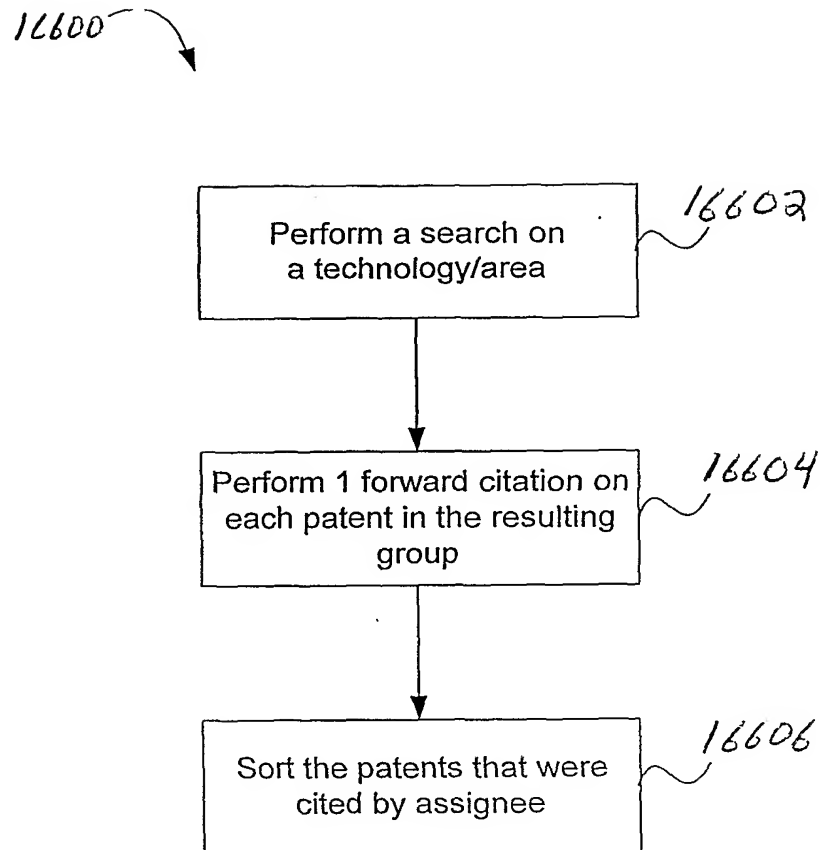 16600
Perform a search on
a technology/area
16602
Perform 1 forward citation on
each patent in the resulting
group
16604
Sort the patents that were
cited by assignee
16606